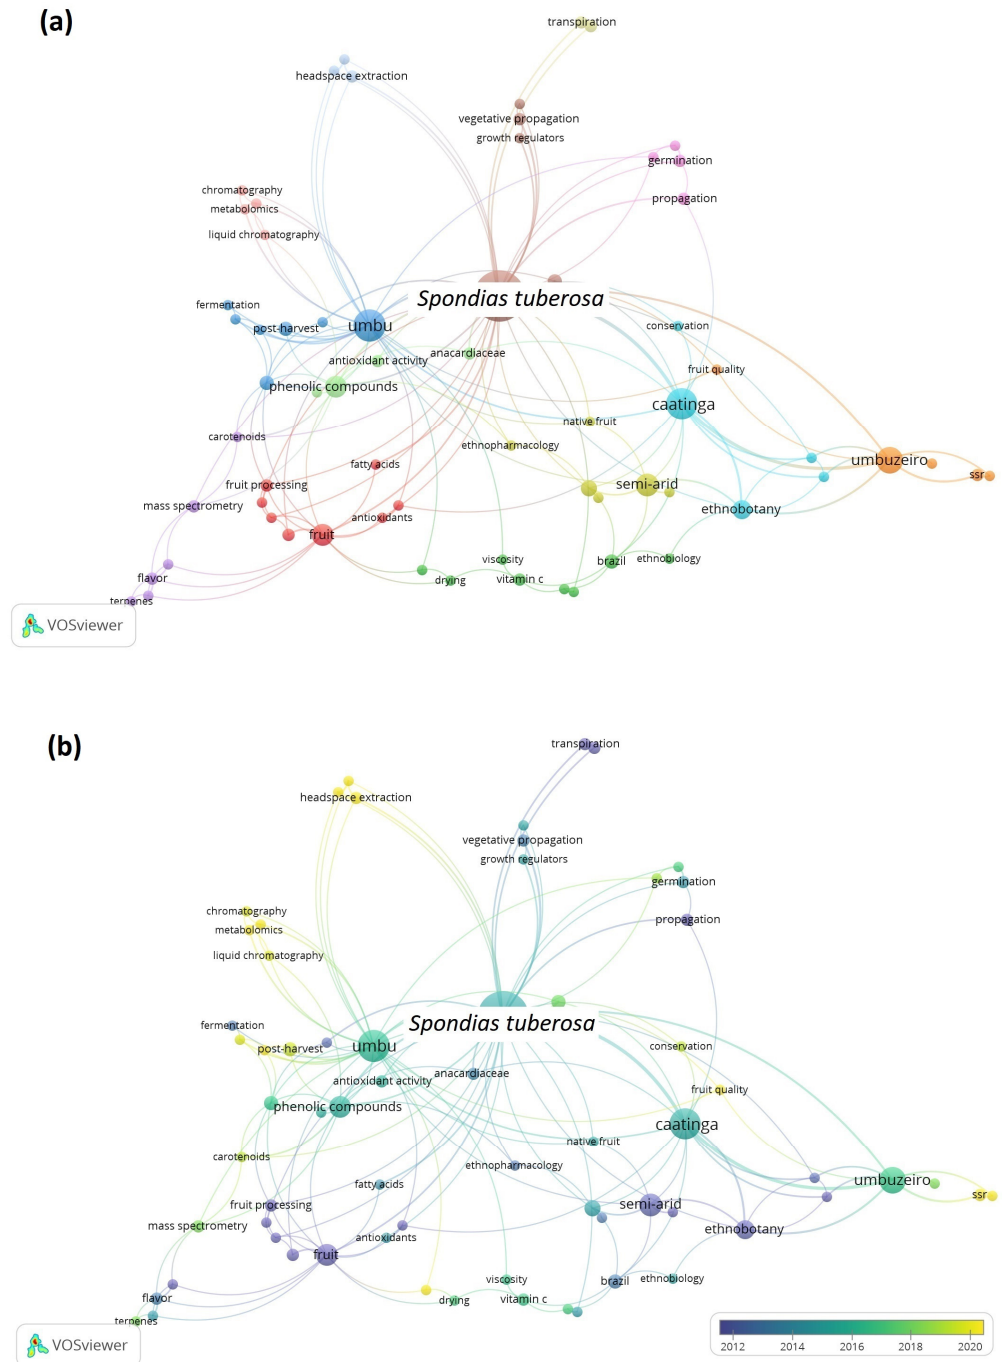 (a)
transpiration
headspace extraction
vegetative propagation
growth regulators
germination
chromatography
propagation
metabolomics
liquid chromatography
Spondias tuberosa
fermentation
post-harvest
umbu
conservation
antioxidant activity
anacardiaceae
fruit quality
phenolic compounds
caatinga
native fruit
carotenoids
ethnopharmacology
fatty acids
umbuzeiro
ssr
fruit processing
semi-arid
mass spectrometry
antioxidants
ethnobotany
fruit
viscosity
brazil
ethnobiology
flavor
drying
vitamin c
terpenes
VOSviewer
(b)
transpiration
headspace extraction
vegetative propagation
growth regulators
germination
chromatography
propagation
metabolomics
liquid chromatography
Spondias tuberosa
fermentation
post-harvest
umbu
conservation
antioxidant activity
anacardiaceae
fruit quality
phenolic compounds
caatinga
native fruit
carotenoids
ethnopharmacology
umbuzeiro
fatty acids
ssr
fruit processing
semi-arid
mass spectrometry
ethnobotany
antioxidants
fruit
viscosity
brazil
ethnobiology
flavor
drying
vitamin c
terpenes
VOSviewer
2012 2014 2016 2018 2020